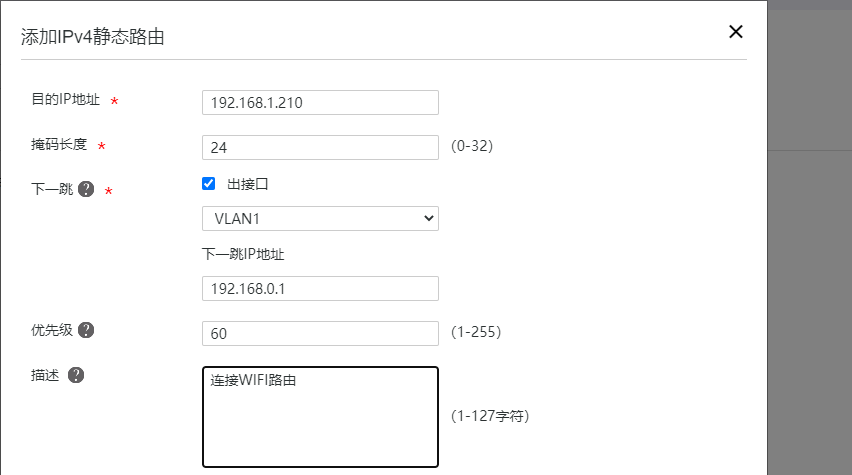 添加IPv4静态路由
目的IP地址 * 192.168.1.210
掩码长度 * 24 (0-32)
下一跳 ? * 出接口
VLAN1
下一跳IP地址
192.168.0.1
优先级 ? 60 (1-255)
描述 ? 连接WIFI路由
(1-127字符)